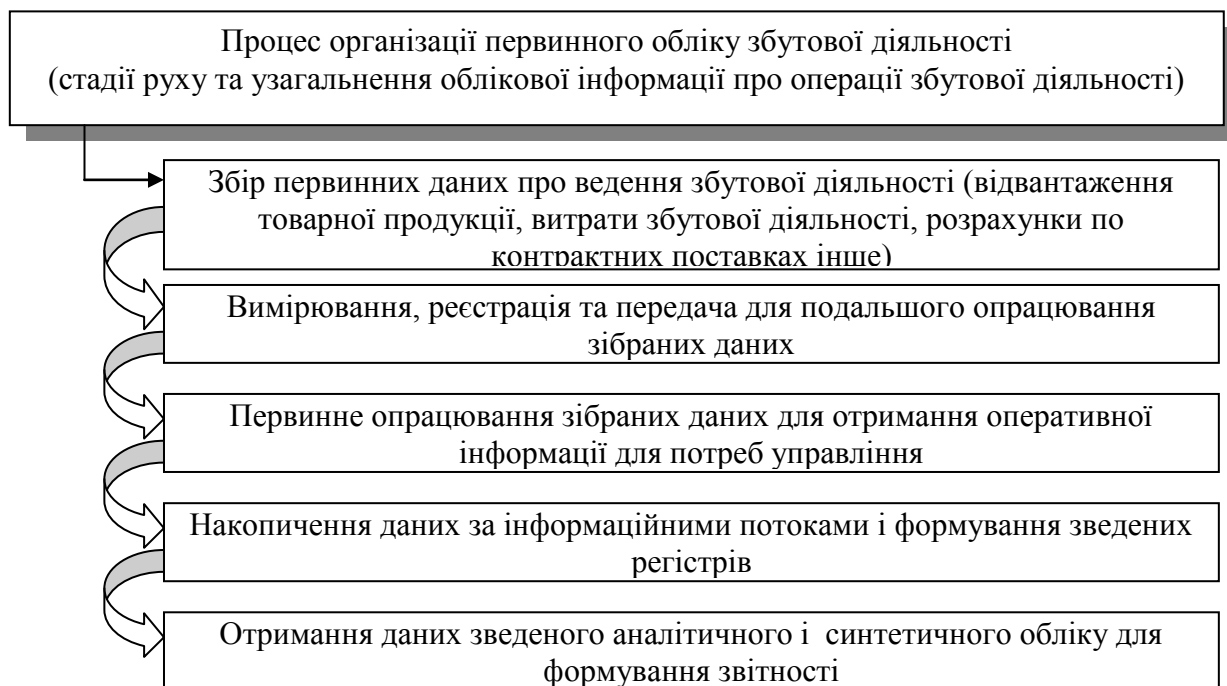 Процес організації первинного обліку збутової діяльності
(стадії руху та узагальнення облікової інформації про операції збутової діяльності)
Збір первинних даних про ведення збутової діяльності (відвантаження
товарної продукції, витрати збутової діяльності, розрахунки по
контрактних поставках інше)
Вимірювання, реєстрація та передача для подальшого опрацювання
зібраних даних
Первинне опрацювання зібраних даних для отримання оперативної
інформації для потреб управління
Накопичення даних за інформаційними потоками і формування зведених
регістрів
Отримання даних зведеного аналітичного і  синтетичного обліку для
формування звітності